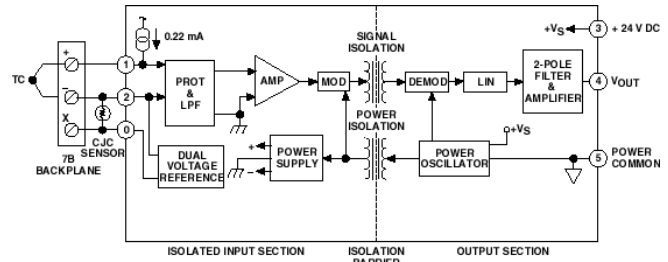 SIGNAL
ISOLATION
+VS
3
+ 24 V DC
0.22 mA
TC
+
1
PROT
&
LPF
AMP
MOD
DEMOD
LIN
2-POLE
FILTER
&
AMPLIFIER
4
VOUT
−
2
X
0
CJC
SENSOR
7B
BACKPLANE
DUAL
VOLTAGE
REFERENCE
+
−
POWER
SUPPLY
POWER
ISOLATION
+VS
POWER
OSCILLATOR
5
POWER
COMMON
ISOLATED INPUT SECTION
ISOLATION
BARRIER
OUTPUT SECTION